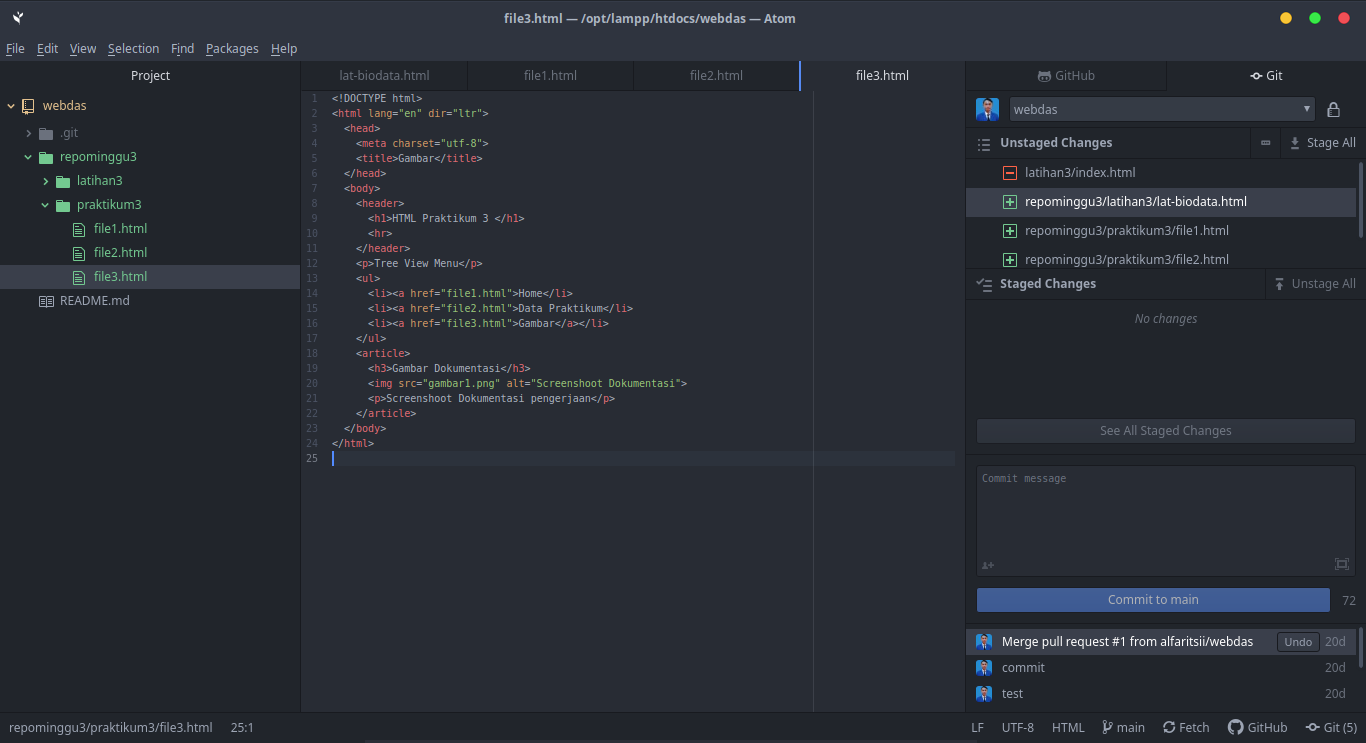 file3.html — /opt/lampp/htdocs/webdas — Atom
File Edit View Selection Find Packages Help
Project
webdas
.git
repominggu3
latihan3
praktikum3
file1.html
file2.html
file3.html
README.md
lat-biodata.html file1.html file2.html file3.html
1 <!DOCTYPE html>
2 <html lang="en" dir="ltr">
3 <head>
4 <meta charset="utf-8">
5 <title>Gambar</title>
6 </head>
7 <body>
8 <header>
9 <h1>HTML Praktikum 3 </h1>
10 <hr>
11 </header>
12 <p>Tree View Menu</p>
13 <ul>
14 <li><a href="file1.html">Home</li>
15 <li><a href="file2.html">Data Praktikum</li>
16 <li><a href="file3.html">Gambar</a></li>
17 </ul>
18 <article>
19 <h3>Gambar Dokumentasi</h3>
20 <img src="gambar1.png" alt="Screenshoot Dokumentasi">
21 <p>Screenshoot Dokumentasi pengerjaan</p>
22 </article>
23 </body>
24 </html>
25
GitHub Git
webdas
Unstaged Changes Stage All
latihan3/index.html
repominggu3/latihan3/lat-biodata.html
repominggu3/praktikum3/file1.html
repominggu3/praktikum3/file2.html
Staged Changes Unstage All
No changes
See All Staged Changes
Commit message
Commit to main 72
Merge pull request #1 from alfaritsii/webdas Undo 20d
commit 20d
test 20d
repominggu3/praktikum3/file3.html 25:1 LF UTF-8 HTML main Fetch GitHub Git (5)